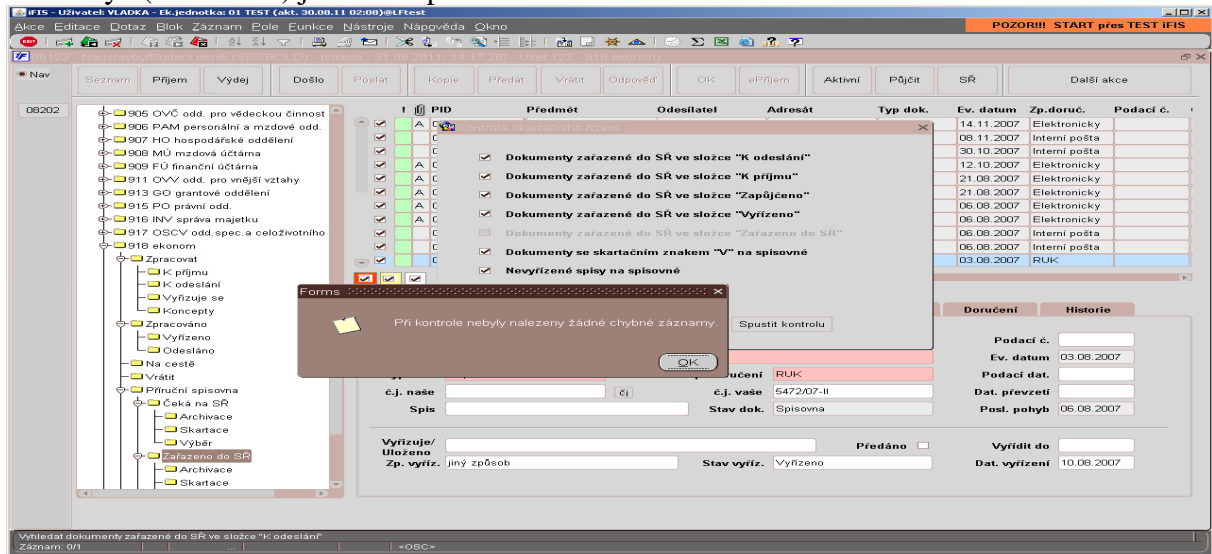 iFIS - Uživatel: VLADKA - Ek.jednotka: 01 TEST (akt. 30.08.11 02:08)@LFtest
Akce Editace Dotaz Blok Záznam Pole Funkce Nástroje Nápověda Okno
POZOR!!! START přes TEST iFIS
Nav
Seznam Příjem Výdej Došlo Poslat Kopie Předat Vrátit Odpověď OK ePříjem Aktivní Půjčit SŘ Další akce
08202
905 OVČ odd. pro vědeckou činnost
906 PAM personální a mzdové odd.
907 HO hospodářské oddělení
908 MÚ mzdová účtárna
909 FÚ finanční účtárna
911 OVV odd. pro vnější vztahy
913 GO grantové oddělení
915 PO právní odd.
916 INV správa majetku
917 OSCV odd.spec.a celoživotního
918 ekonom
Zpracovat
K příjmu
K odeslání
Vyřizuje se
Koncepty
Zpracováno
Vyřízeno
Odesláno
Na cestě
Vrátit
Příruční spisovna
Čeká na SŘ
Archivace
Skartace
Výběr
Zařazeno do SŘ
Archivace
Skartace
! PID Předmět Odesílatel Adresát Typ dok. Ev. datum Zp.doruč. Podací č.
A 14.11.2007 Elektronicky
08.11.2007 Interní pošta
30.10.2007 Interní pošta
A 12.10.2007 Elektronicky
A 21.08.2007 Elektronicky
A 21.08.2007 Elektronicky
A 06.08.2007 Elektronicky
A 06.08.2007 Elektronicky
06.08.2007 Interní pošta
06.08.2007 Interní pošta
03.08.2007 RUK
Kontrola skartačního řízení
Dokumenty zařazené do SŘ ve složce "K odeslání"
Dokumenty zařazené do SŘ ve složce "K příjmu"
Dokumenty zařazené do SŘ ve složce "Zapůjčeno"
Dokumenty zařazené do SŘ ve složce "Vyřízeno"
Dokumenty zařazené do SŘ ve složce "Zařazeno do SŘ"
Dokumenty se skartačním znakem "V" na spisovně
Nevyřízené spisy na spisovně
Spustit kontrolu
Forms
Při kontrole nebyly nalezeny žádné chybné záznamy.
OK
Doručení Historie
Podací č.
Ev. datum 03.08.2007
RUK Podací dat.
č.j. naše čj č.j. vaše 5472/07-II Dat. převzetí
Spis Stav dok. Spisovna Posl. pohyb 06.08.2007
Vyřizuje/
Uloženo Předáno Vyřídit do
Zp. vyříz. jiný způsob Stav vyříz. Vyřízeno Dat. vyřízení 10.08.2007
Vyhledat dokumenty zařazené do SŘ ve složce "K odeslání"
Záznam: 0/1 ... <OSC>